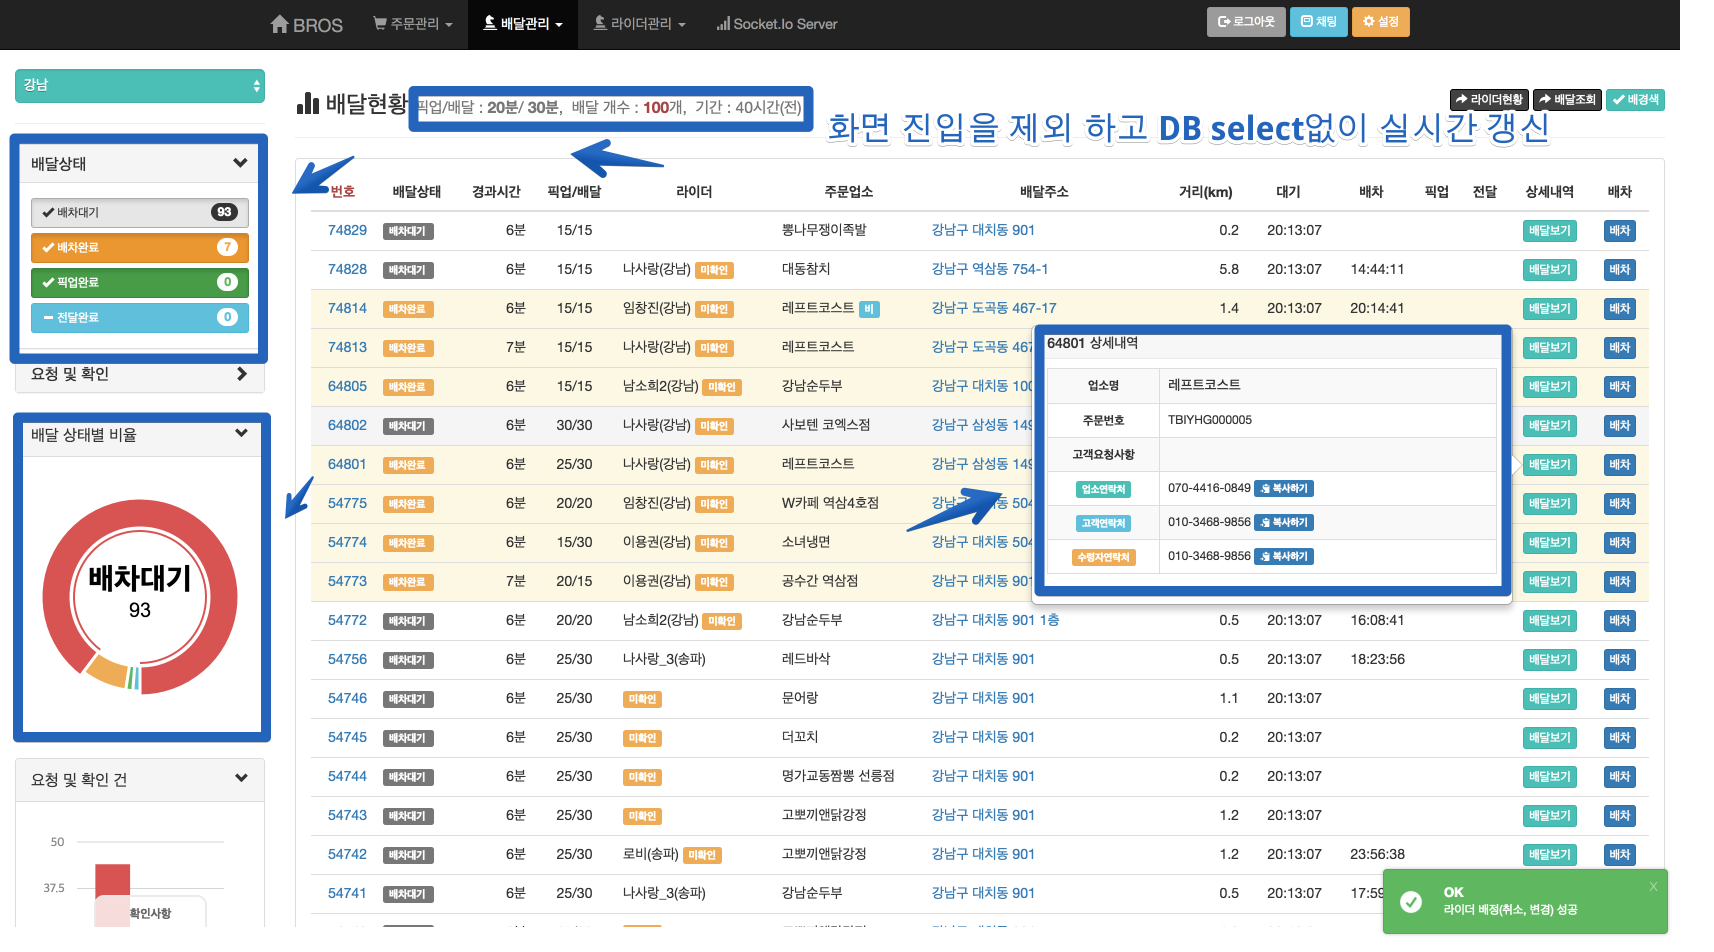 BROS 주문관리 배달관리 라이더관리 Socket.Io Server 로그아웃 채팅 설정
강남
배달현황 픽업/배달 : 20분/ 30분, 배달 개수 : 100개, 기간 : 40시간(전)
라이더현황 배달조회 배경색
화면 진입을 제외 하고 DB select없이 실시간 갱신
배달상태
배차대기 93
배차완료 7
픽업완료 0
전달완료 0
요청 및 확인
배달 상태별 비율
배차대기
93
요청 및 확인 건
50
37.5
확인사항
번호 배달상태 경과시간 픽업/배달 라이더 주문업소 배달주소 거리(km) 대기 배차 픽업 전달 상세내역 배차
74829 배차대기 6분 15/15 뽕나무쟁이족발 강남구 대치동 901 0.2 20:13:07 배달보기 배차
74828 배차대기 6분 15/15 나사랑(강남) 미확인 대동참치 강남구 역삼동 754-1 5.8 20:13:07 14:44:11 배달보기 배차
74814 배차완료 6분 15/15 임창진(강남) 미확인 레프트코스트 비 강남구 도곡동 467-17 1.4 20:13:07 20:14:41 배달보기 배차
74813 배차완료 7분 15/15 나사랑(강남) 미확인 레프트코스트 강남구 도곡동 467 배달보기 배차
64805 배차완료 6분 15/15 남소희2(강남) 미확인 강남순두부 강남구 대치동 100 배달보기 배차
64802 배차대기 6분 30/30 나사랑(강남) 미확인 사보텐 코엑스점 강남구 삼성동 149 배달보기 배차
64801 배차완료 6분 25/30 나사랑(강남) 미확인 레프트코스트 강남구 삼성동 149 배달보기 배차
54775 배차완료 6분 20/20 임창진(강남) 미확인 W카페 역삼4호점 강남구 동 504 배달보기 배차
54774 배차완료 6분 15/30 이용권(강남) 미확인 소녀냉면 강남구 대치동 504 배달보기 배차
54773 배차완료 7분 20/15 이용권(강남) 미확인 공수간 역삼점 강남구 대치동 901 배달보기 배차
54772 배차대기 6분 20/20 남소희2(강남) 미확인 강남순두부 강남구 대치동 901 1층 0.5 20:13:07 16:08:41 배달보기 배차
54756 배차대기 6분 25/30 나사랑_3(송파) 레드바삭 강남구 대치동 901 0.5 20:13:07 18:23:56 배달보기 배차
54746 배차대기 6분 25/30 미확인 문어랑 강남구 대치동 901 1.1 20:13:07 배달보기 배차
54745 배차대기 6분 25/30 미확인 더꼬치 강남구 대치동 901 0.2 20:13:07 배달보기 배차
54744 배차대기 6분 25/30 미확인 명가교동짬뽕 선릉점 강남구 대치동 901 0.2 20:13:07 배달보기 배차
54743 배차대기 6분 25/30 미확인 고뽀끼앤닭강정 강남구 대치동 901 1.2 20:13:07 배달보기 배차
54742 배차대기 6분 25/30 로비(송파) 미확인 고뽀끼앤닭강정 강남구 대치동 901 1.2 20:13:07 23:56:38 배달보기 배차
54741 배차대기 6분 25/30 나사랑_3(송파) 강남순두부 강남구 대치동 901 0.5 20:13:07 17:59
64801 상세내역
업소명 레프트코스트
주문번호 TBIYHG000005
고객요청사항
업소연락처 070-4416-0849 복사하기
고객연락처 010-3468-9856 복사하기
수령자연락처 010-3468-9856 복사하기
OK X
라이더 배정(취소, 변경) 성공